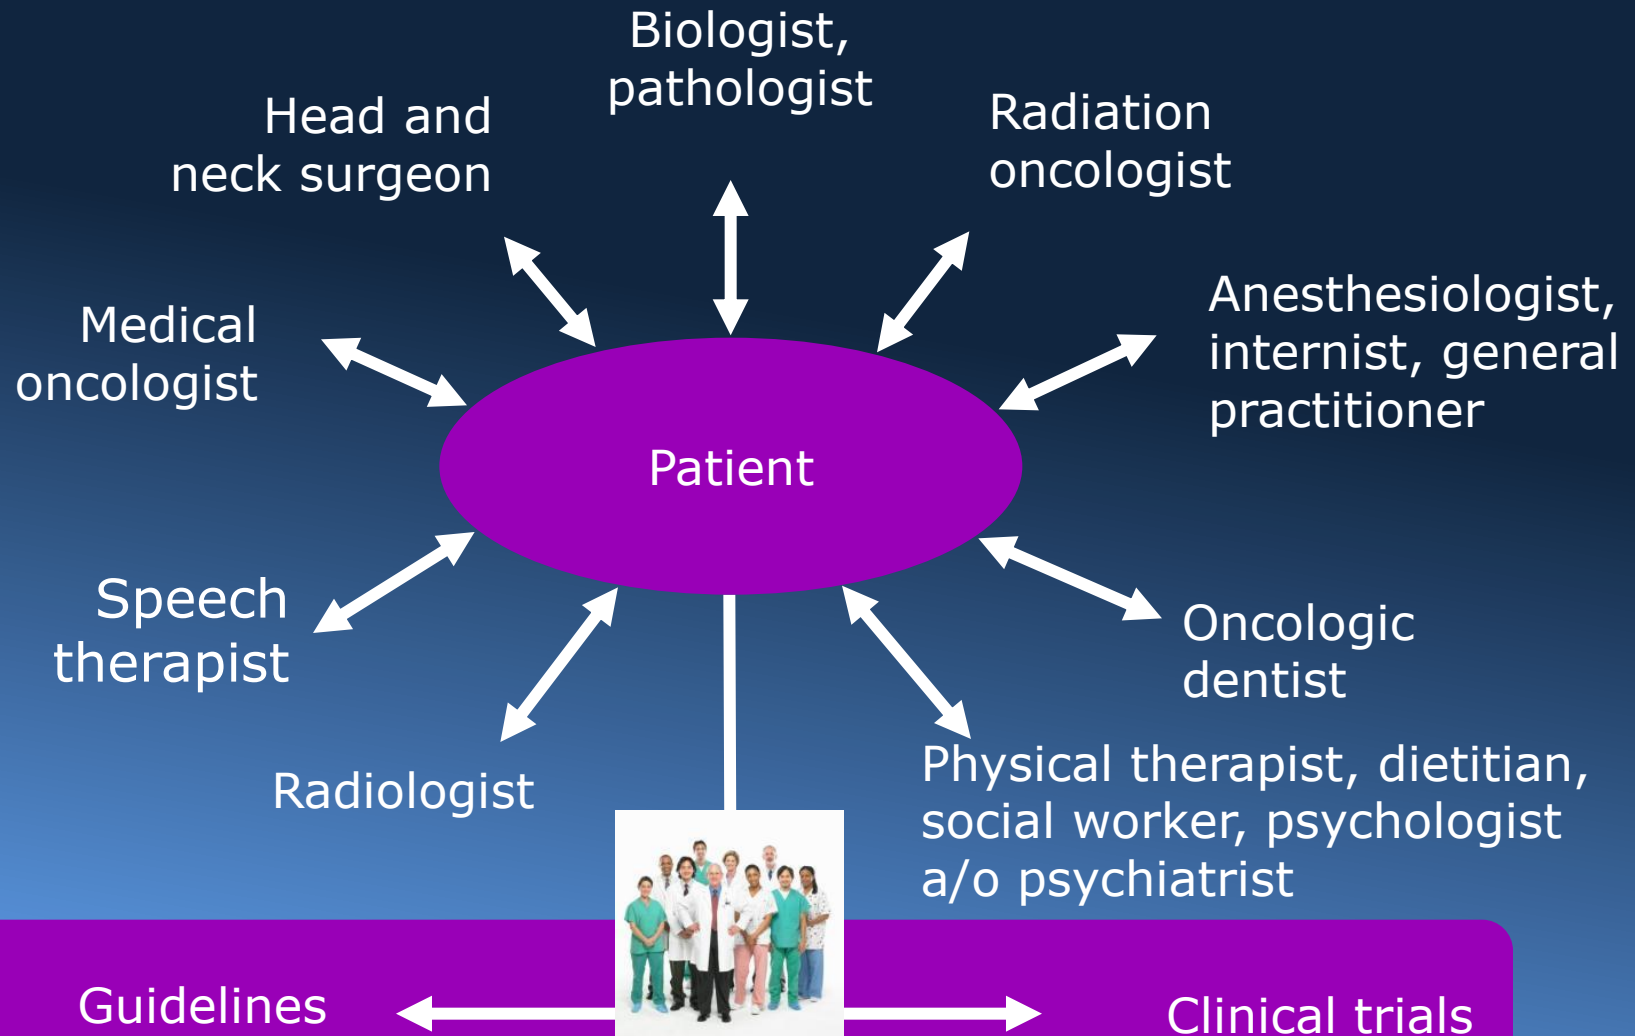 Biologist,
pathologist
Head and
neck surgeon
Radiation
oncologist
Medical
oncologist
Anesthesiologist,
internist, general
practitioner
Patient
Speech
therapist
Oncologic
dentist
Radiologist
Physical therapist, dietitian,
social worker, psychologist
a/o psychiatrist
Guidelines
Clinical trials